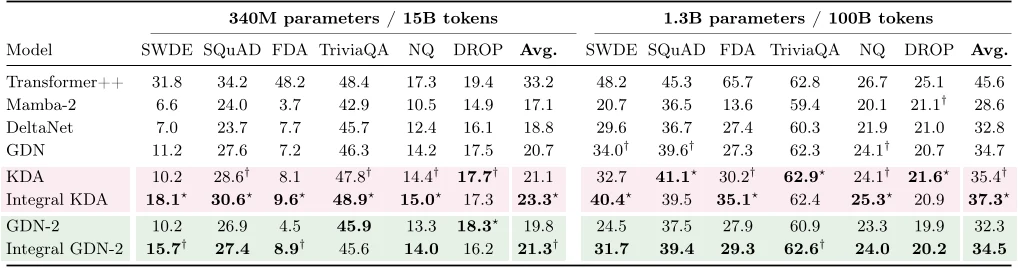 340M parameters / 15B tokens 1.3B parameters / 100B tokens
Model SWDE SQuAD FDA TriviaQA NQ DROP Avg. SWDE SQuAD FDA TriviaQA NQ DROP Avg.
Transformer++ 31.8 34.2 48.2 48.4 17.3 19.4 33.2 48.2 45.3 65.7 62.8 26.7 25.1 45.6
Mamba-2 6.6 24.0 3.7 42.9 10.5 14.9 17.1 20.7 36.5 13.6 59.4 20.1 21.1† 28.6
DeltaNet 7.0 23.7 7.7 45.7 12.4 16.1 18.8 29.6 36.7 27.4 60.3 21.9 21.0 32.8
GDN 11.2 27.6 7.2 46.3 14.2 17.5 20.7 34.0† 39.6† 27.3 62.3 24.1† 20.7 34.7
KDA 10.2 28.6† 8.1 47.8† 14.4† 17.7† 21.1 32.7 41.1⋆ 30.2† 62.9⋆ 24.1† 21.6⋆ 35.4†
Integral KDA 18.1⋆ 30.6⋆ 9.6⋆ 48.9⋆ 15.0⋆ 17.3 23.3⋆ 40.4⋆ 39.5 35.1⋆ 62.4 25.3⋆ 20.9 37.3⋆
GDN-2 10.2 26.9 4.5 45.9 13.3 18.3⋆ 19.8 24.5 37.5 27.9 60.9 23.3 19.9 32.3
Integral GDN-2 15.7† 27.4 8.9† 45.6 14.0 16.2 21.3† 31.7 39.4 29.3 62.6† 24.0 20.2 34.5